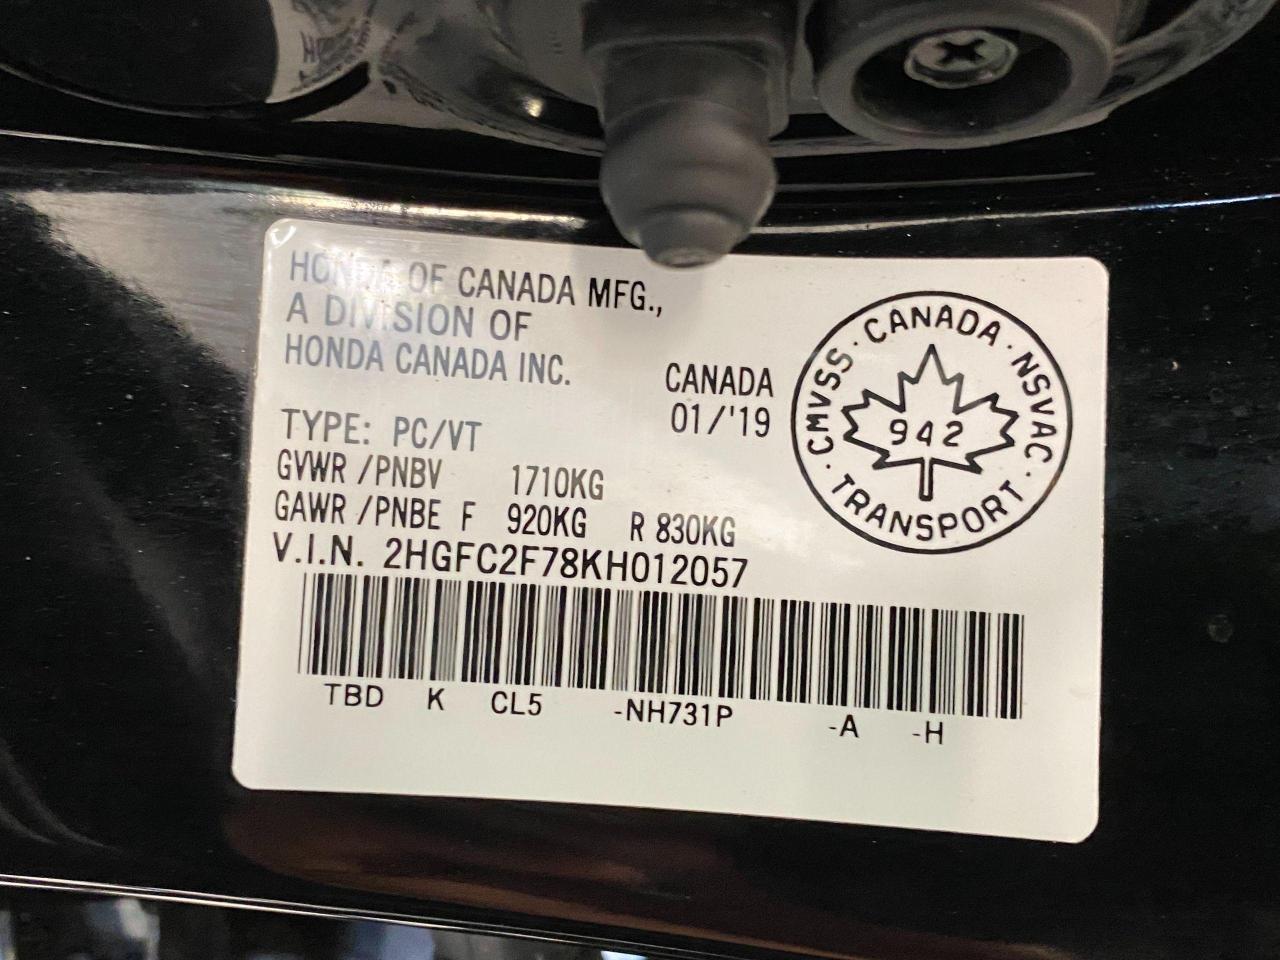 HONDA OF CANADA MFG.,
A DIVISION OF
HONDA CANADA INC.
CANADA
01/'19
CMVSS · CANADA · NSVAC · TRANSPORT ·
942
TYPE: PC/VT
GVWR /PNBV 1710KG
GAWR /PNBE F 920KG R 830KG
V.I.N. 2HGFC2F78KH012057
TBD K CL5 -NH731P -A -H